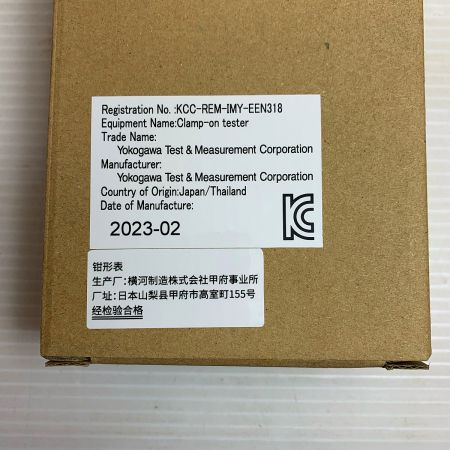 Registration No. :KCC-REM-IMY-EEN318
Equipment Name:Clamp-on tester
Trade Name:
Yokogawa Test & Measurement Corporation
Manufacturer:
Yokogawa Test & Measurement Corporation
Country of Origin:Japan/Thailand
Date of Manufacture:
2023-02
钳形表
生产厂:横河制造株式会社甲府事业所
厂址:日本山梨县甲府市高室町155号
经检验合格